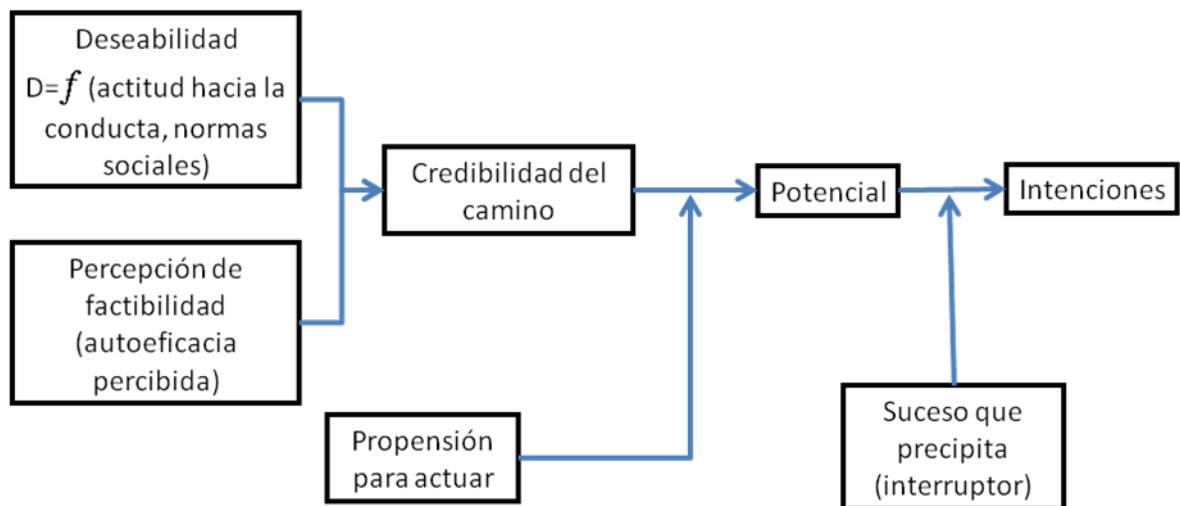 Deseabilidad
D=f (actitud hacia la
conducta, normas
sociales)
Percepción de
factibilidad
(autoeficacia
percibida)
Credibilidad del
camino
Propensión
para actuar
Potencial
Intenciones
Suceso que
precipita
(interruptor)